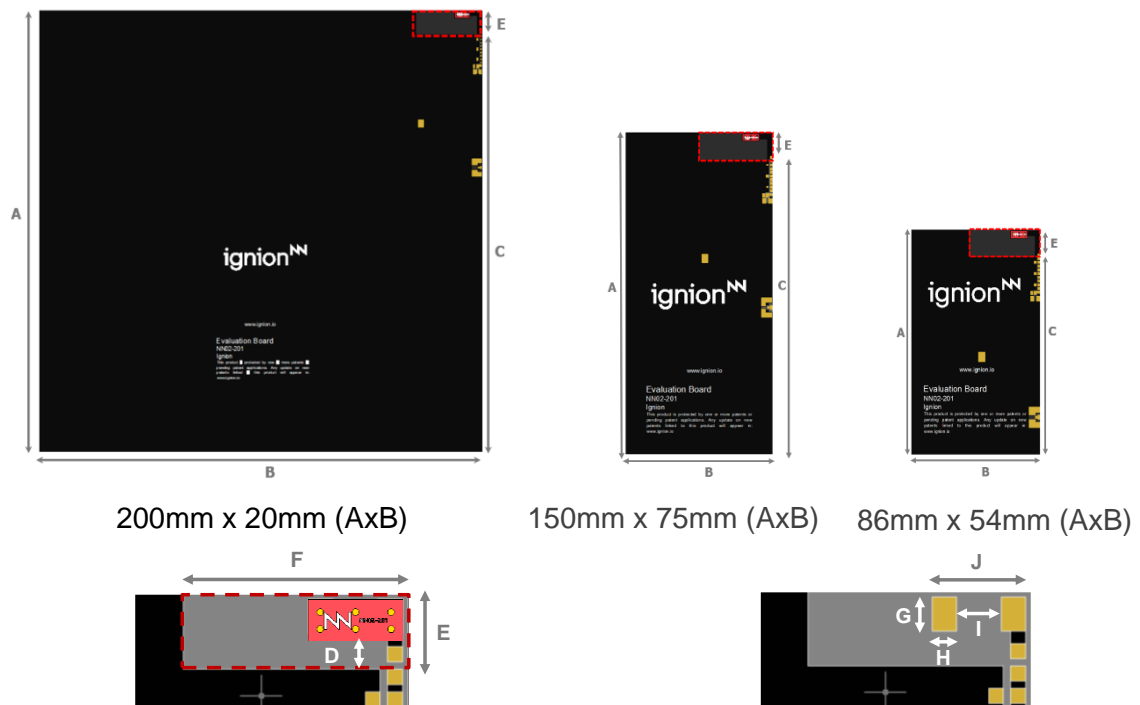 E
A
C
B
ignion
www.ignion.io
Evaluation Board
NN02-201
Ignion
E
A
C
B
ignion
www.ignion.io
Evaluation Board
NN02-201
Ignion
This product is protected by one or more patents or
pending patent applications. Any update on new
patents linked to this product will appear in:
www.ignion.io
E
A
C
B
ignion
www.ignion.io
Evaluation Board
NN02-201
Ignion
This product is protected by one or more patents or
pending patent applications. Any update on new
patents linked to this product will appear in:
www.ignion.io
200mm x 20mm (AxB)
150mm x 75mm (AxB)
86mm x 54mm (AxB)
F
E
D
J
G
I
H